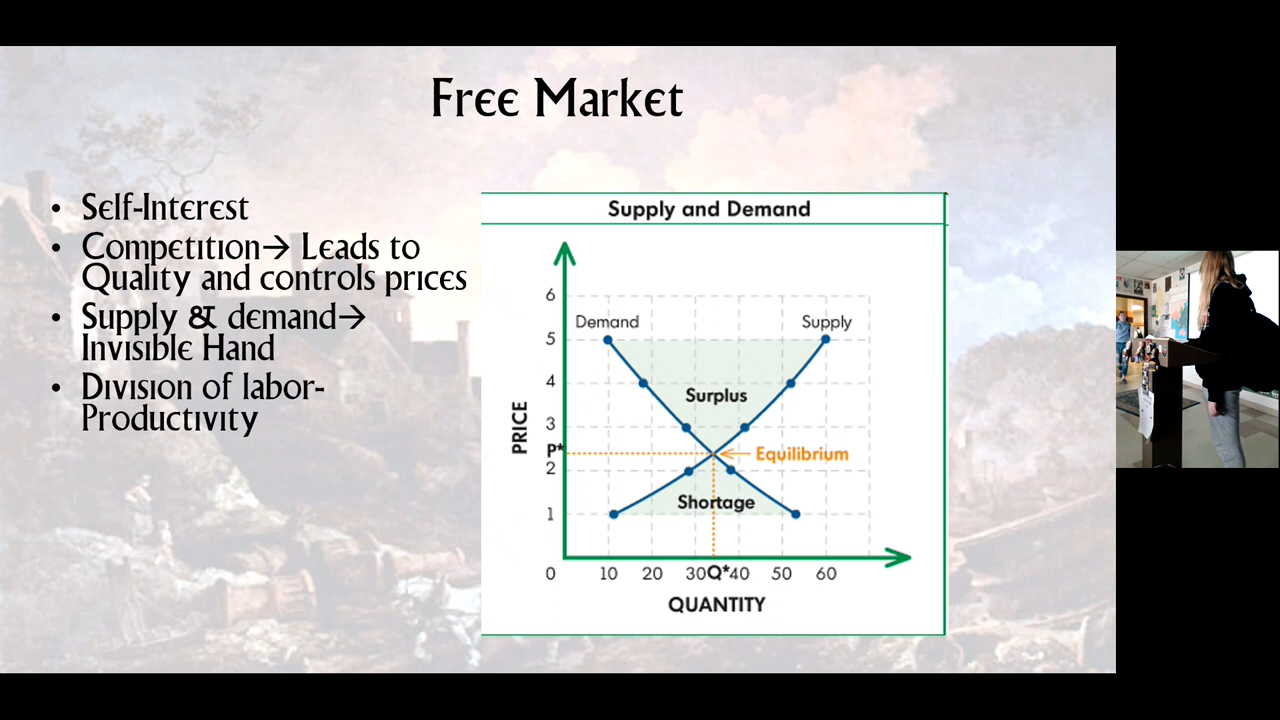 Free Market
• Self-Interest
• Competition→ Leads to
Quality and controls prices
• Supply & demand→
Invisible Hand
• Division of labor-
Productivity
Supply and Demand
6
Demand
Supply
5
4
Surplus
3
PRICE
P*
Equilibrium
2
Shortage
1
0 10 20 30 Q* 40 50 60
QUANTITY